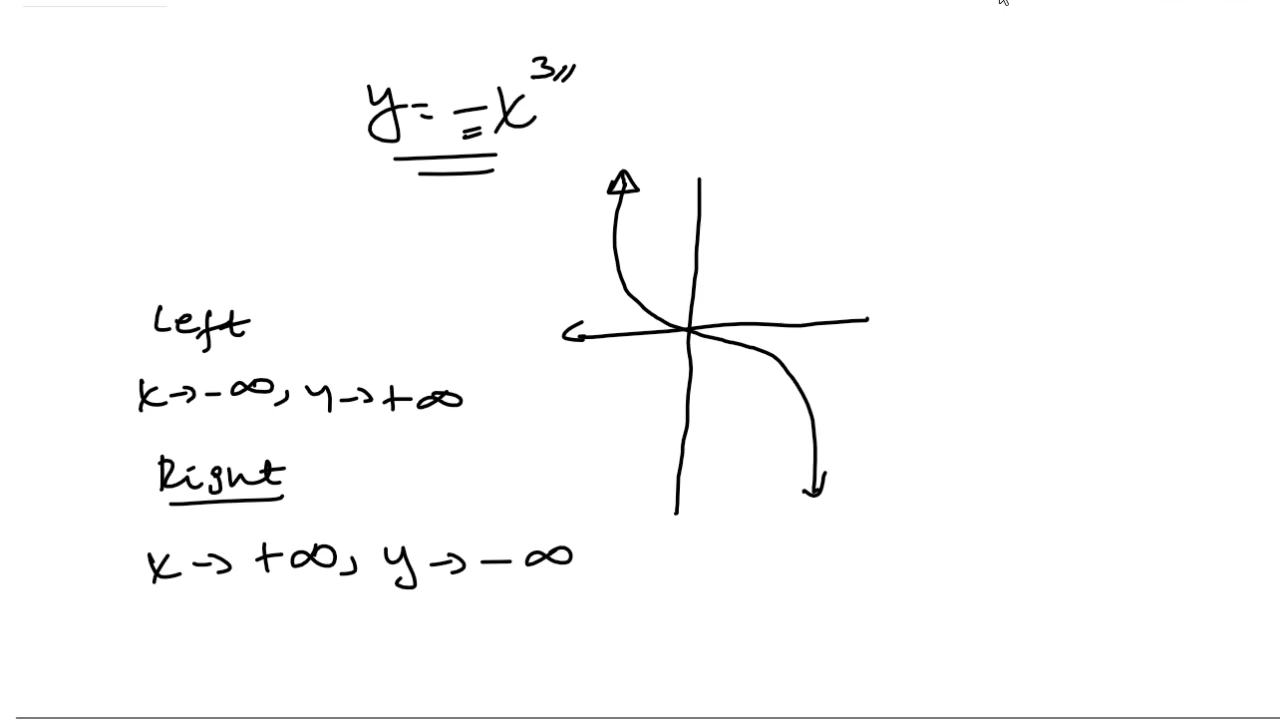 y = -x³
Left
x → -∞, y → +∞
Right
x → +∞, y → -∞